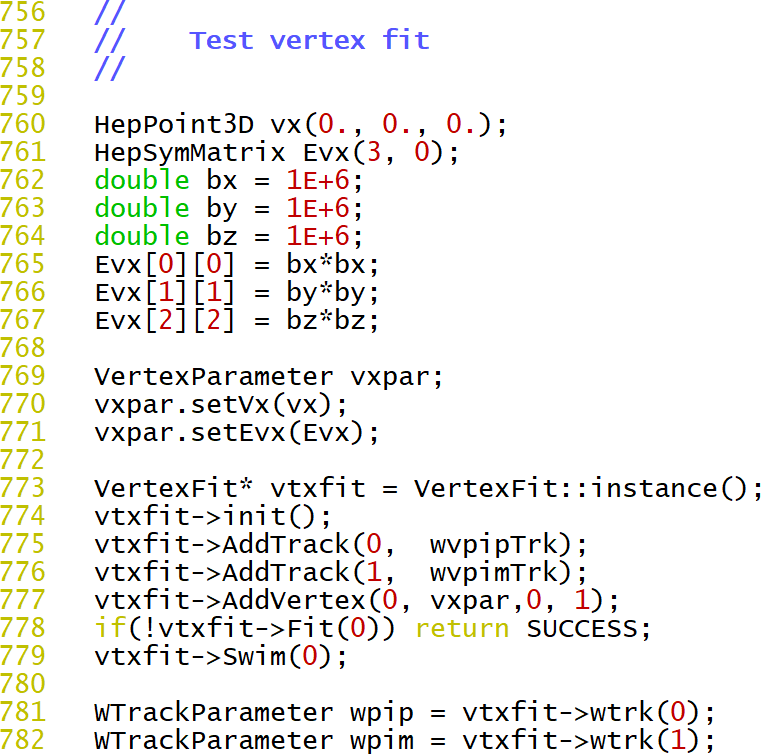 756   //
757   //    Test vertex fit
758   //
759
760   HepPoint3D vx(0., 0., 0.);
761   HepSymMatrix Evx(3, 0);
762   double bx = 1E+6;
763   double by = 1E+6;
764   double bz = 1E+6;
765   Evx[0][0] = bx*bx;
766   Evx[1][1] = by*by;
767   Evx[2][2] = bz*bz;
768
769   VertexParameter vxpar;
770   vxpar.setVx(vx);
771   vxpar.setEvx(Evx);
772
773   VertexFit* vtxfit = VertexFit::instance();
774   vtxfit->init();
775   vtxfit->AddTrack(0,  wvpipTrk);
776   vtxfit->AddTrack(1,  wvpimTrk);
777   vtxfit->AddVertex(0, vxpar,0, 1);
778   if(!vtxfit->Fit(0)) return SUCCESS;
779   vtxfit->Swim(0);
780
781   WTrackParameter wpip = vtxfit->wtrk(0);
782   WTrackParameter wpim = vtxfit->wtrk(1);